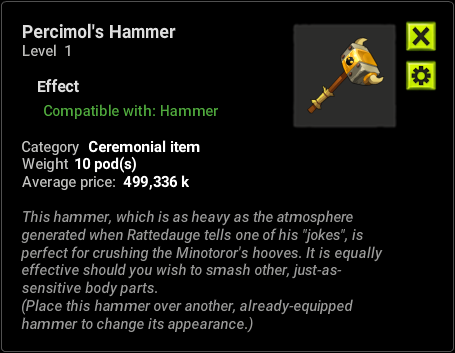 Percimol's Hammer
Level 1
Effect
Compatible with: Hammer
Category Ceremonial item
Weight 10 pod(s)
Average price: 499,336 k
This hammer, which is as heavy as the atmosphere
generated when Rattedauge tells one of his "jokes", is
perfect for crushing the Minotoror's hooves. It is equally
effective should you wish to smash other, just-as-
sensitive body parts.
(Place this hammer over another, already-equipped
hammer to change its appearance.)